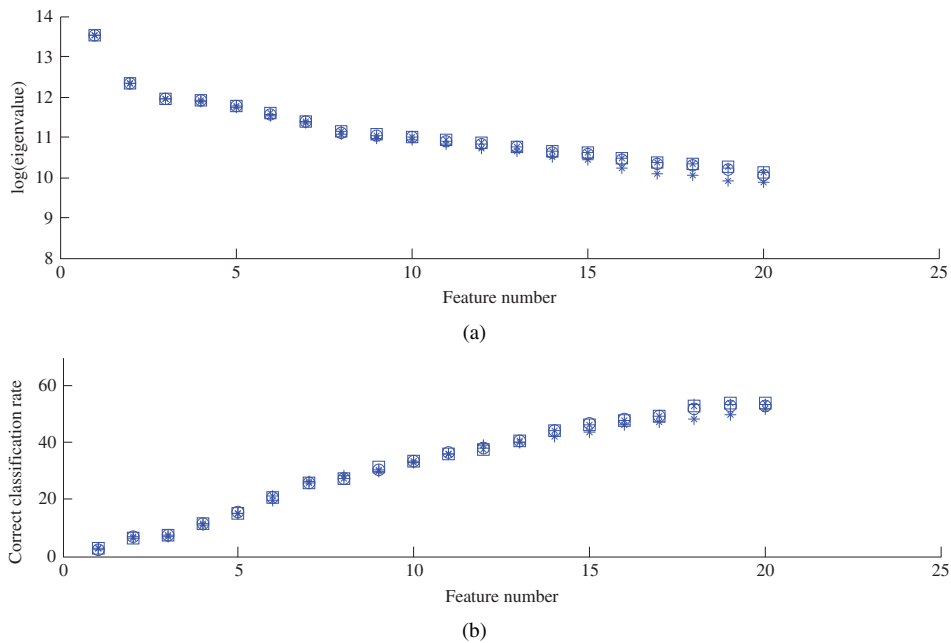 14
13
12
11
10
9
8
log(eigenvalue)
0 5 10 15 20 25
Feature number
(a)
60
40
20
0
Correct classification rate
0 5 10 15 20 25
Feature number
(b)